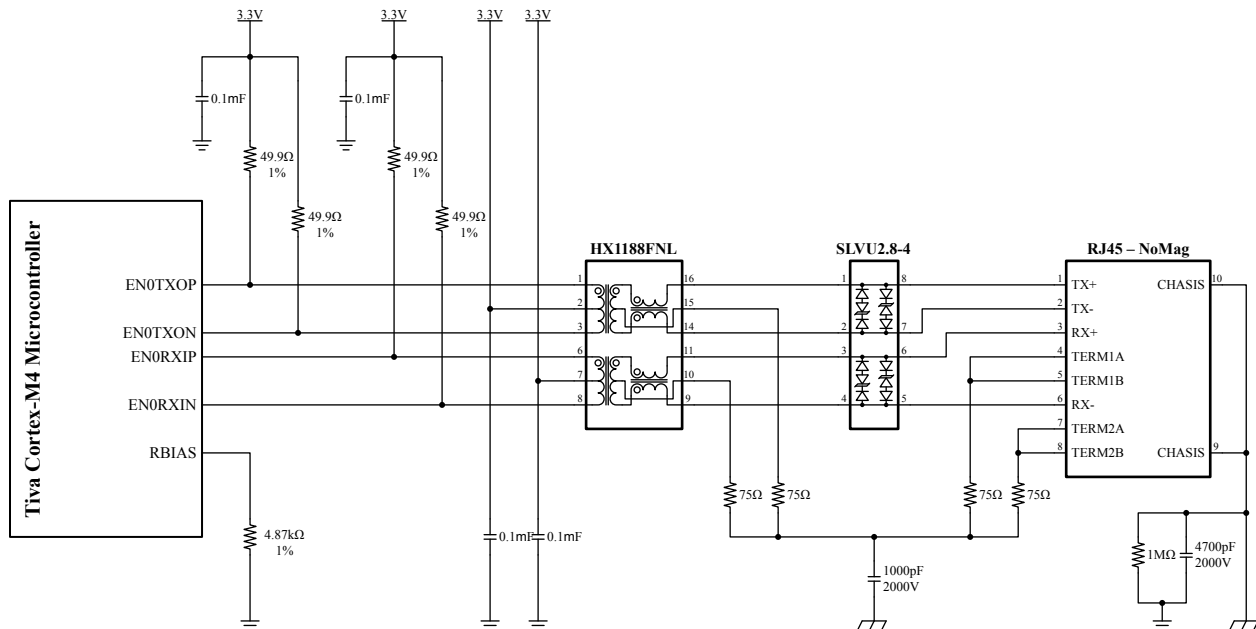 3.3V
3.3V
3.3V
3.3V
0.1mF
0.1mF
49.9Ω
1%
49.9Ω
1%
49.9Ω
1%
49.9Ω
1%
Tiva Cortex-M4 Microcontroller
EN0TXOP
EN0TXON
EN0RXIP
EN0RXIN
RBIAS
4.87kΩ
1%
0.1mF
0.1mF
HX1188FNL
1
2
3
6
7
8
16
15
14
11
10
9
SLVU2.8-4
1
2
3
4
8
7
6
5
RJ45 – NoMag
1
2
3
4
5
6
7
8
TX+
TX-
RX+
TERM1A
TERM1B
RX-
TERM2A
TERM2B
CHASIS
10
CHASIS
9
75Ω
75Ω
75Ω
75Ω
1000pF
2000V
1MΩ
4700pF
2000V